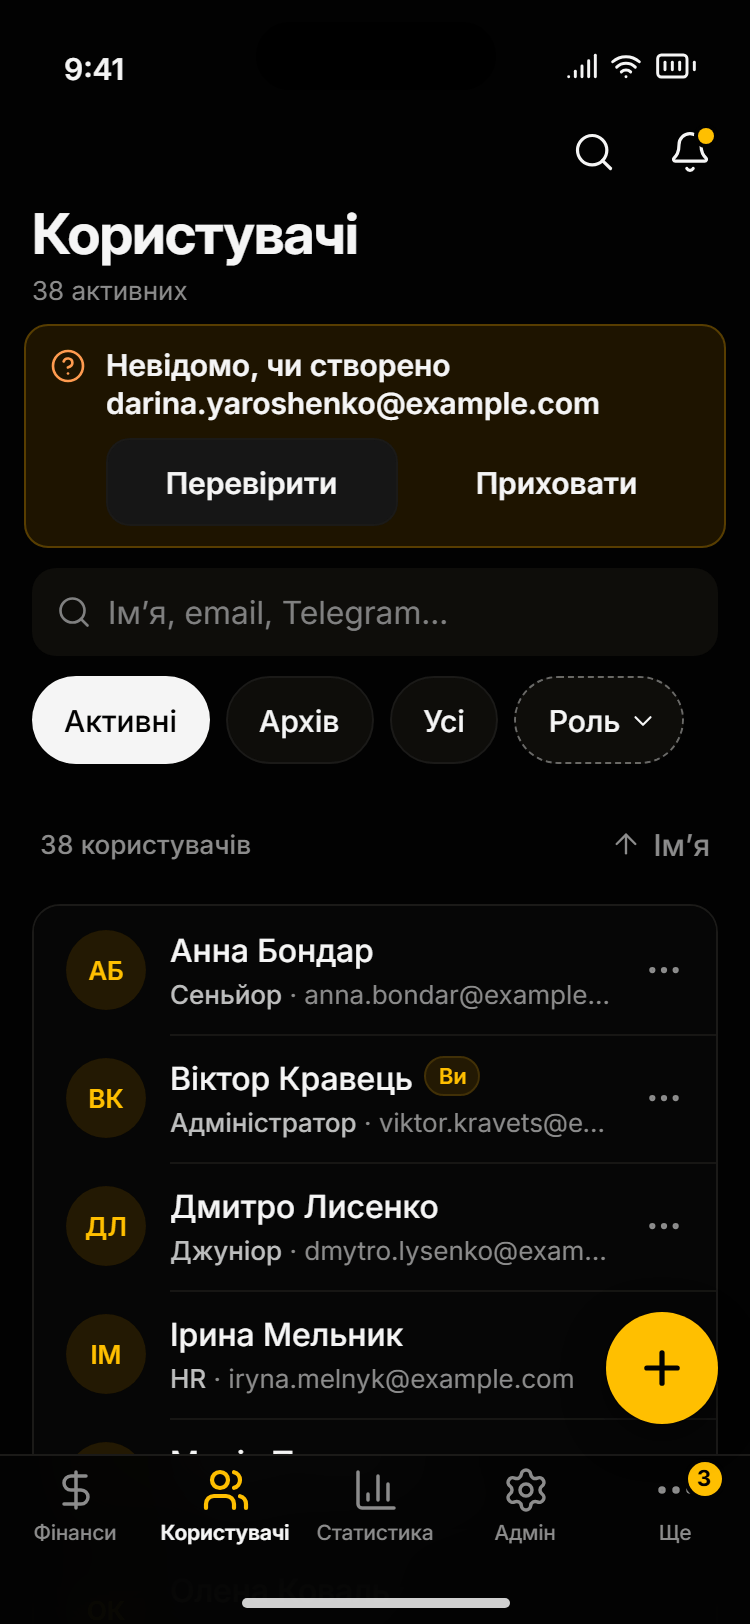 9:41
Користувачі
38 активних
Невідомо, чи створено
darina.yaroshenko@example.com
Перевірити
Приховати
Ім’я, email, Telegram...
Активні
Архів
Усі
Роль
38 користувачів
Ім’я
АБ
Анна Бондар
Сеньйор · anna.bondar@example...
ВК
Віктор Кравець
Ви
Адміністратор · viktor.kravets@e...
ДЛ
Дмитро Лисенко
Джуніор · dmytro.lysenko@exam...
ІМ
Ірина Мельник
HR · iryna.melnyk@example.com
3
Фінанси
Користувачі
Статистика
Адмін
Ще
ОК
Олена Коваль